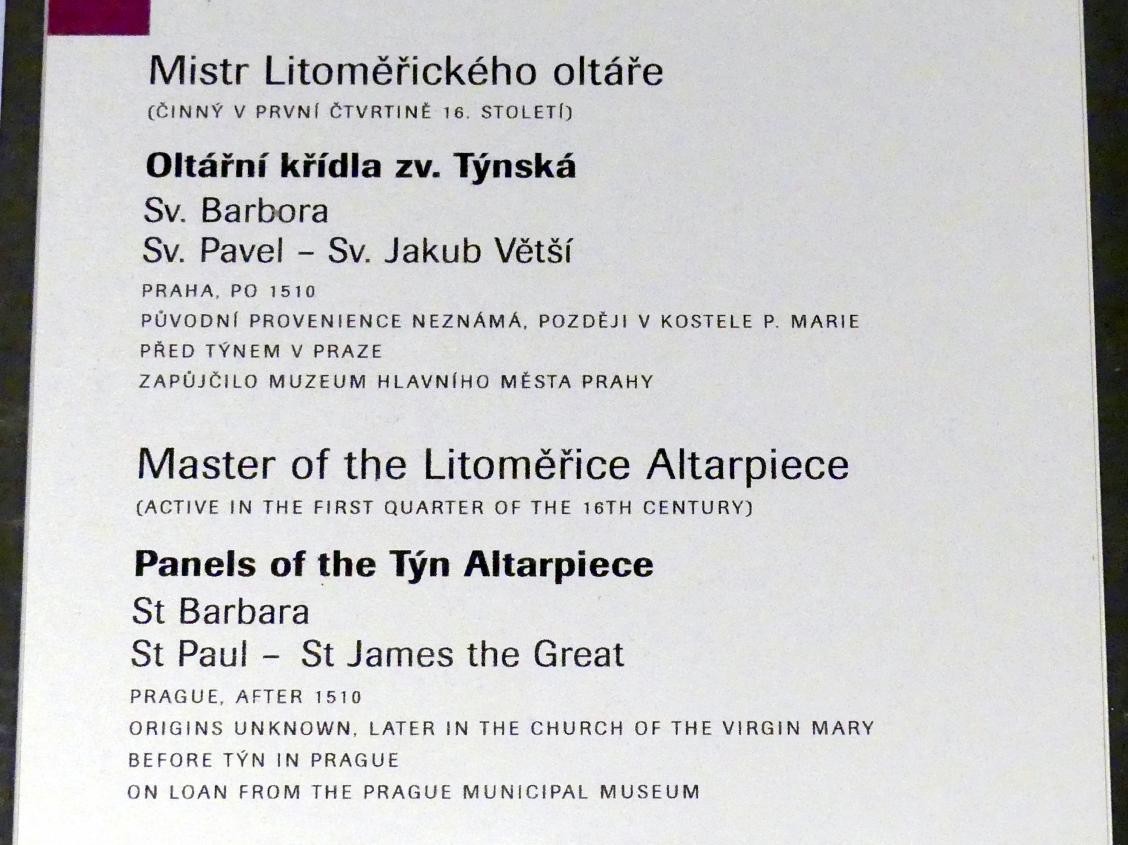 Mistr Litoměřického oltáře
(ČINNÝ V PRVNÍ ČTVRTINĚ 16. STOLETÍ)
Oltářní křídla zv. Týnská
Sv. Barbora
Sv. Pavel – Sv. Jakub Větší
PRAHA, PO 1510
PŮVODNÍ PROVENIENCE NEZNÁMÁ, POZDĚJI V KOSTELE P. MARIE
PŘED TÝNEM V PRAZE
ZAPŮJČILO MUZEUM HLAVNÍHO MĚSTA PRAHY
Master of the Litoměřice Altarpiece
(ACTIVE IN THE FIRST QUARTER OF THE 16TH CENTURY)
Panels of the Týn Altarpiece
St Barbara
St Paul – St James the Great
PRAGUE, AFTER 1510
ORIGINS UNKNOWN, LATER IN THE CHURCH OF THE VIRGIN MARY
BEFORE TÝN IN PRAGUE
ON LOAN FROM THE PRAGUE MUNICIPAL MUSEUM